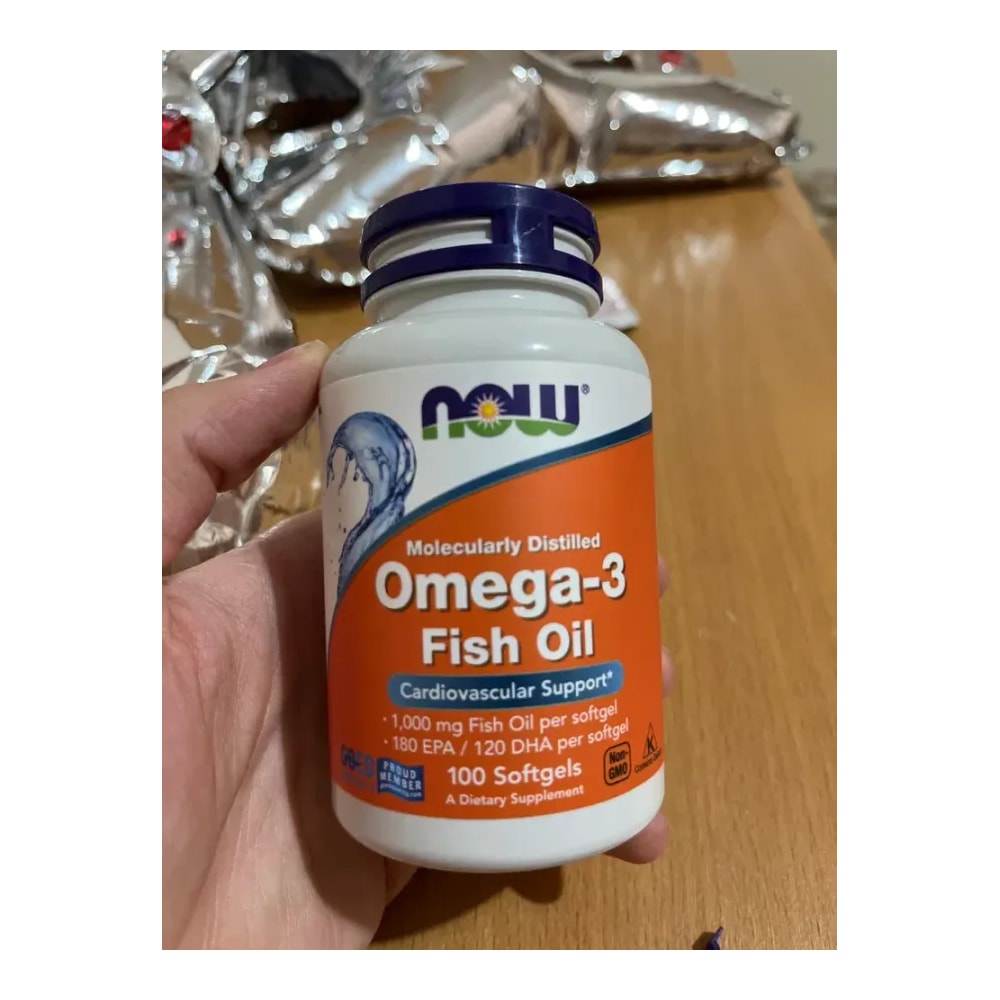 NOW®
Molecularly Distilled
Omega-3
Fish Oil
Cardiovascular Support*
· 1,000 mg Fish Oil per softgel
· 180 EPA / 120 DHA per softgel
100 Softgels
A Dietary Supplement
PROUD
MEMBER
Non-
GMO
K